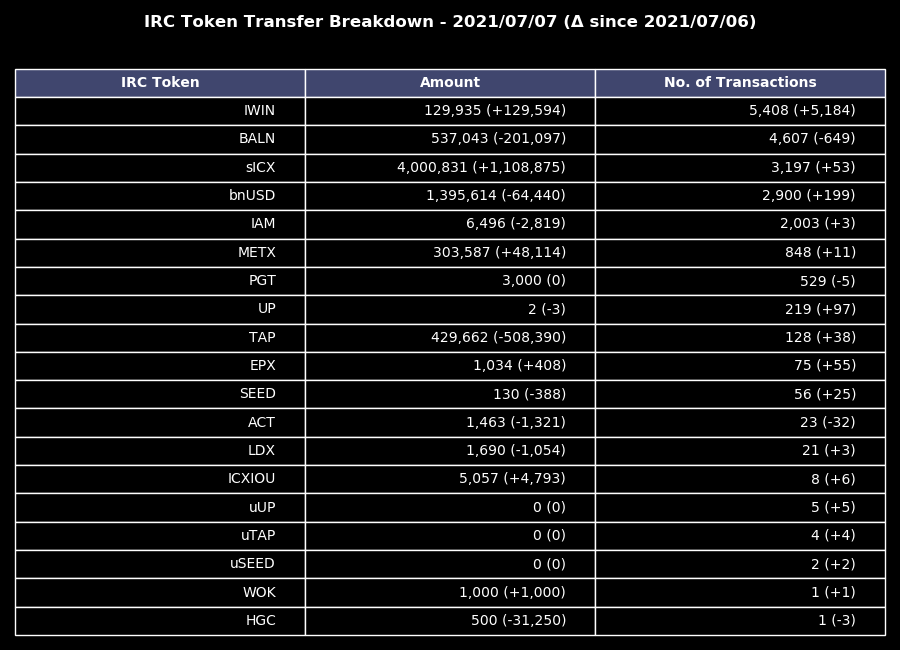 IRC Token Transfer Breakdown - 2021/07/07 (Δ since 2021/07/06)
IRC Token Amount No. of Transactions
IWIN 129,935 (+129,594) 5,408 (+5,184)
BALN 537,043 (-201,097) 4,607 (-649)
sICX 4,000,831 (+1,108,875) 3,197 (+53)
bnUSD 1,395,614 (-64,440) 2,900 (+199)
IAM 6,496 (-2,819) 2,003 (+3)
METX 303,587 (+48,114) 848 (+11)
PGT 3,000 (0) 529 (-5)
UP 2 (-3) 219 (+97)
TAP 429,662 (-508,390) 128 (+38)
EPX 1,034 (+408) 75 (+55)
SEED 130 (-388) 56 (+25)
ACT 1,463 (-1,321) 23 (-32)
LDX 1,690 (-1,054) 21 (+3)
ICXIOU 5,057 (+4,793) 8 (+6)
uUP 0 (0) 5 (+5)
uTAP 0 (0) 4 (+4)
uSEED 0 (0) 2 (+2)
WOK 1,000 (+1,000) 1 (+1)
HGC 500 (-31,250) 1 (-3)